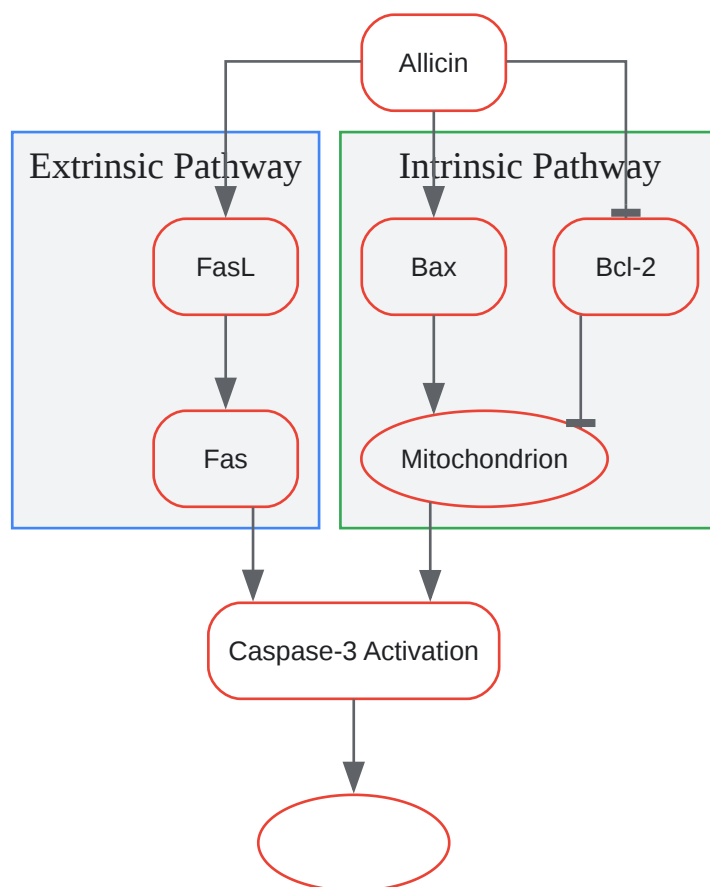 Allicin
Extrinsic Pathway
Intrinsic Pathway
FasL
Bax
Bcl-2
Fas
Mitochondrion
Caspase-3 Activation